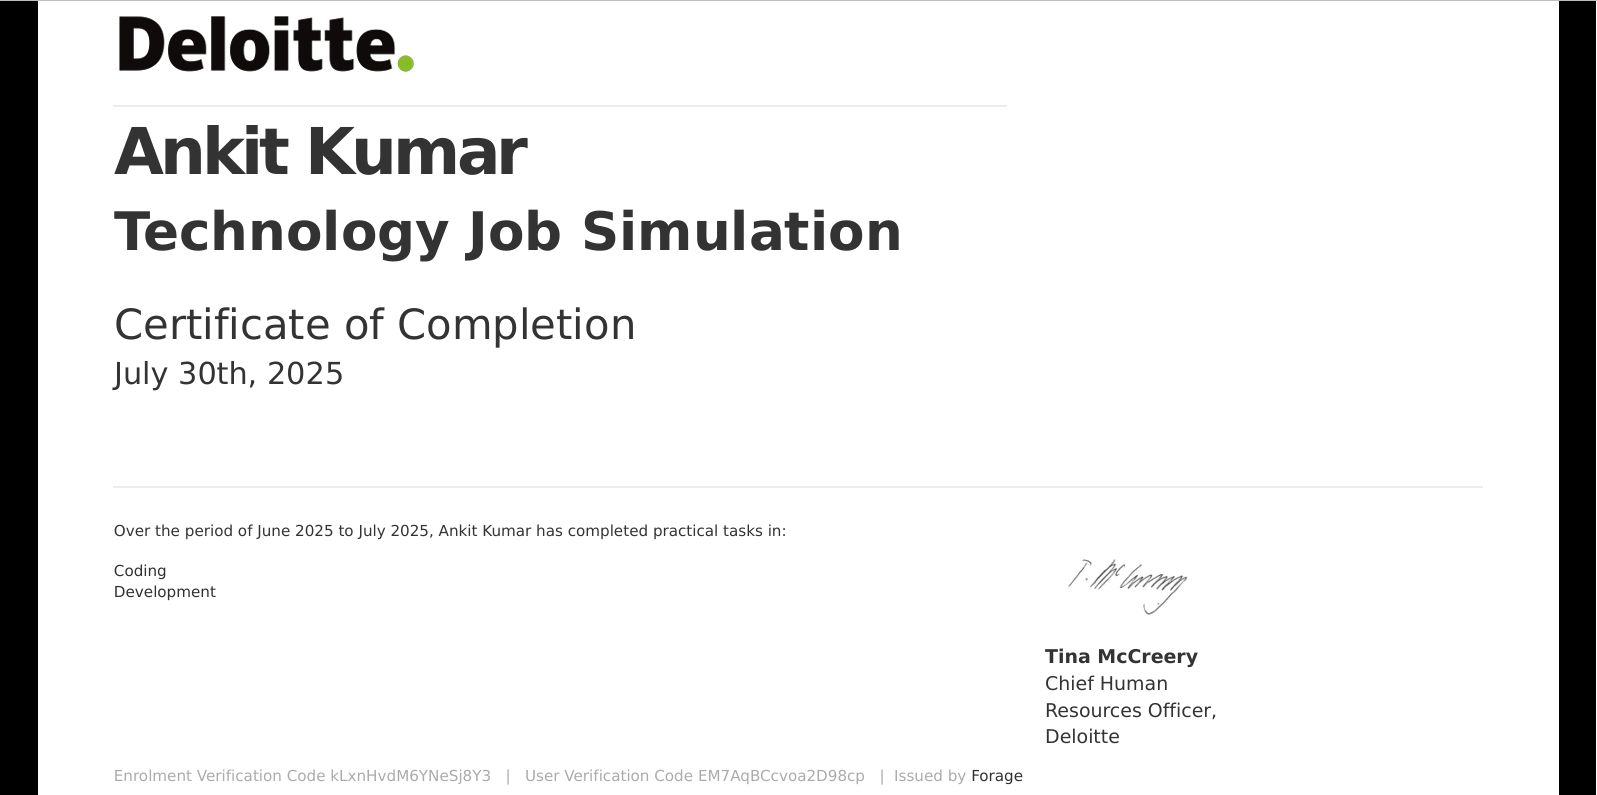 Deloitte.
Ankit Kumar
Technology Job Simulation
Certificate of Completion
July 30th, 2025
Over the period of June 2025 to July 2025, Ankit Kumar has completed practical tasks in:
Coding
Development
T. McCreery
Tina McCreery
Chief Human
Resources Officer,
Deloitte
Enrolment Verification Code kLxnHvdM6YNeSj8Y3 | User Verification Code EM7AqBCcvoa2D98cp | Issued by Forage